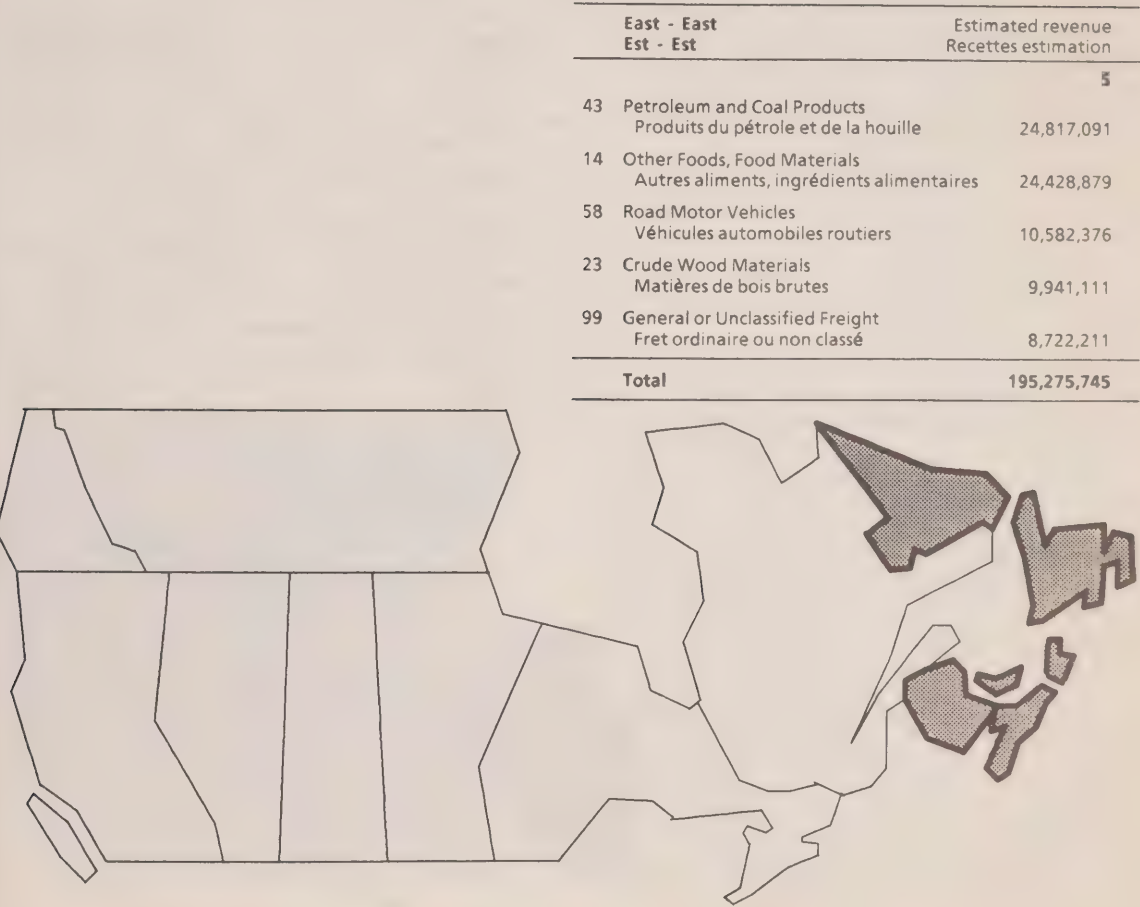 East - East Estimated revenue
Est - Est Recettes estimation
$
43 Petroleum and Coal Products
Produits du pétrole et de la houille 24,817,091
14 Other Foods, Food Materials
Autres aliments, ingrédients alimentaires 24,428,879
58 Road Motor Vehicles
Véhicules automobiles routiers 10,582,376
23 Crude Wood Materials
Matières de bois brutes 9,941,111
99 General or Unclassified Freight
Fret ordinaire ou non classé 8,722,211
Total 195,275,745